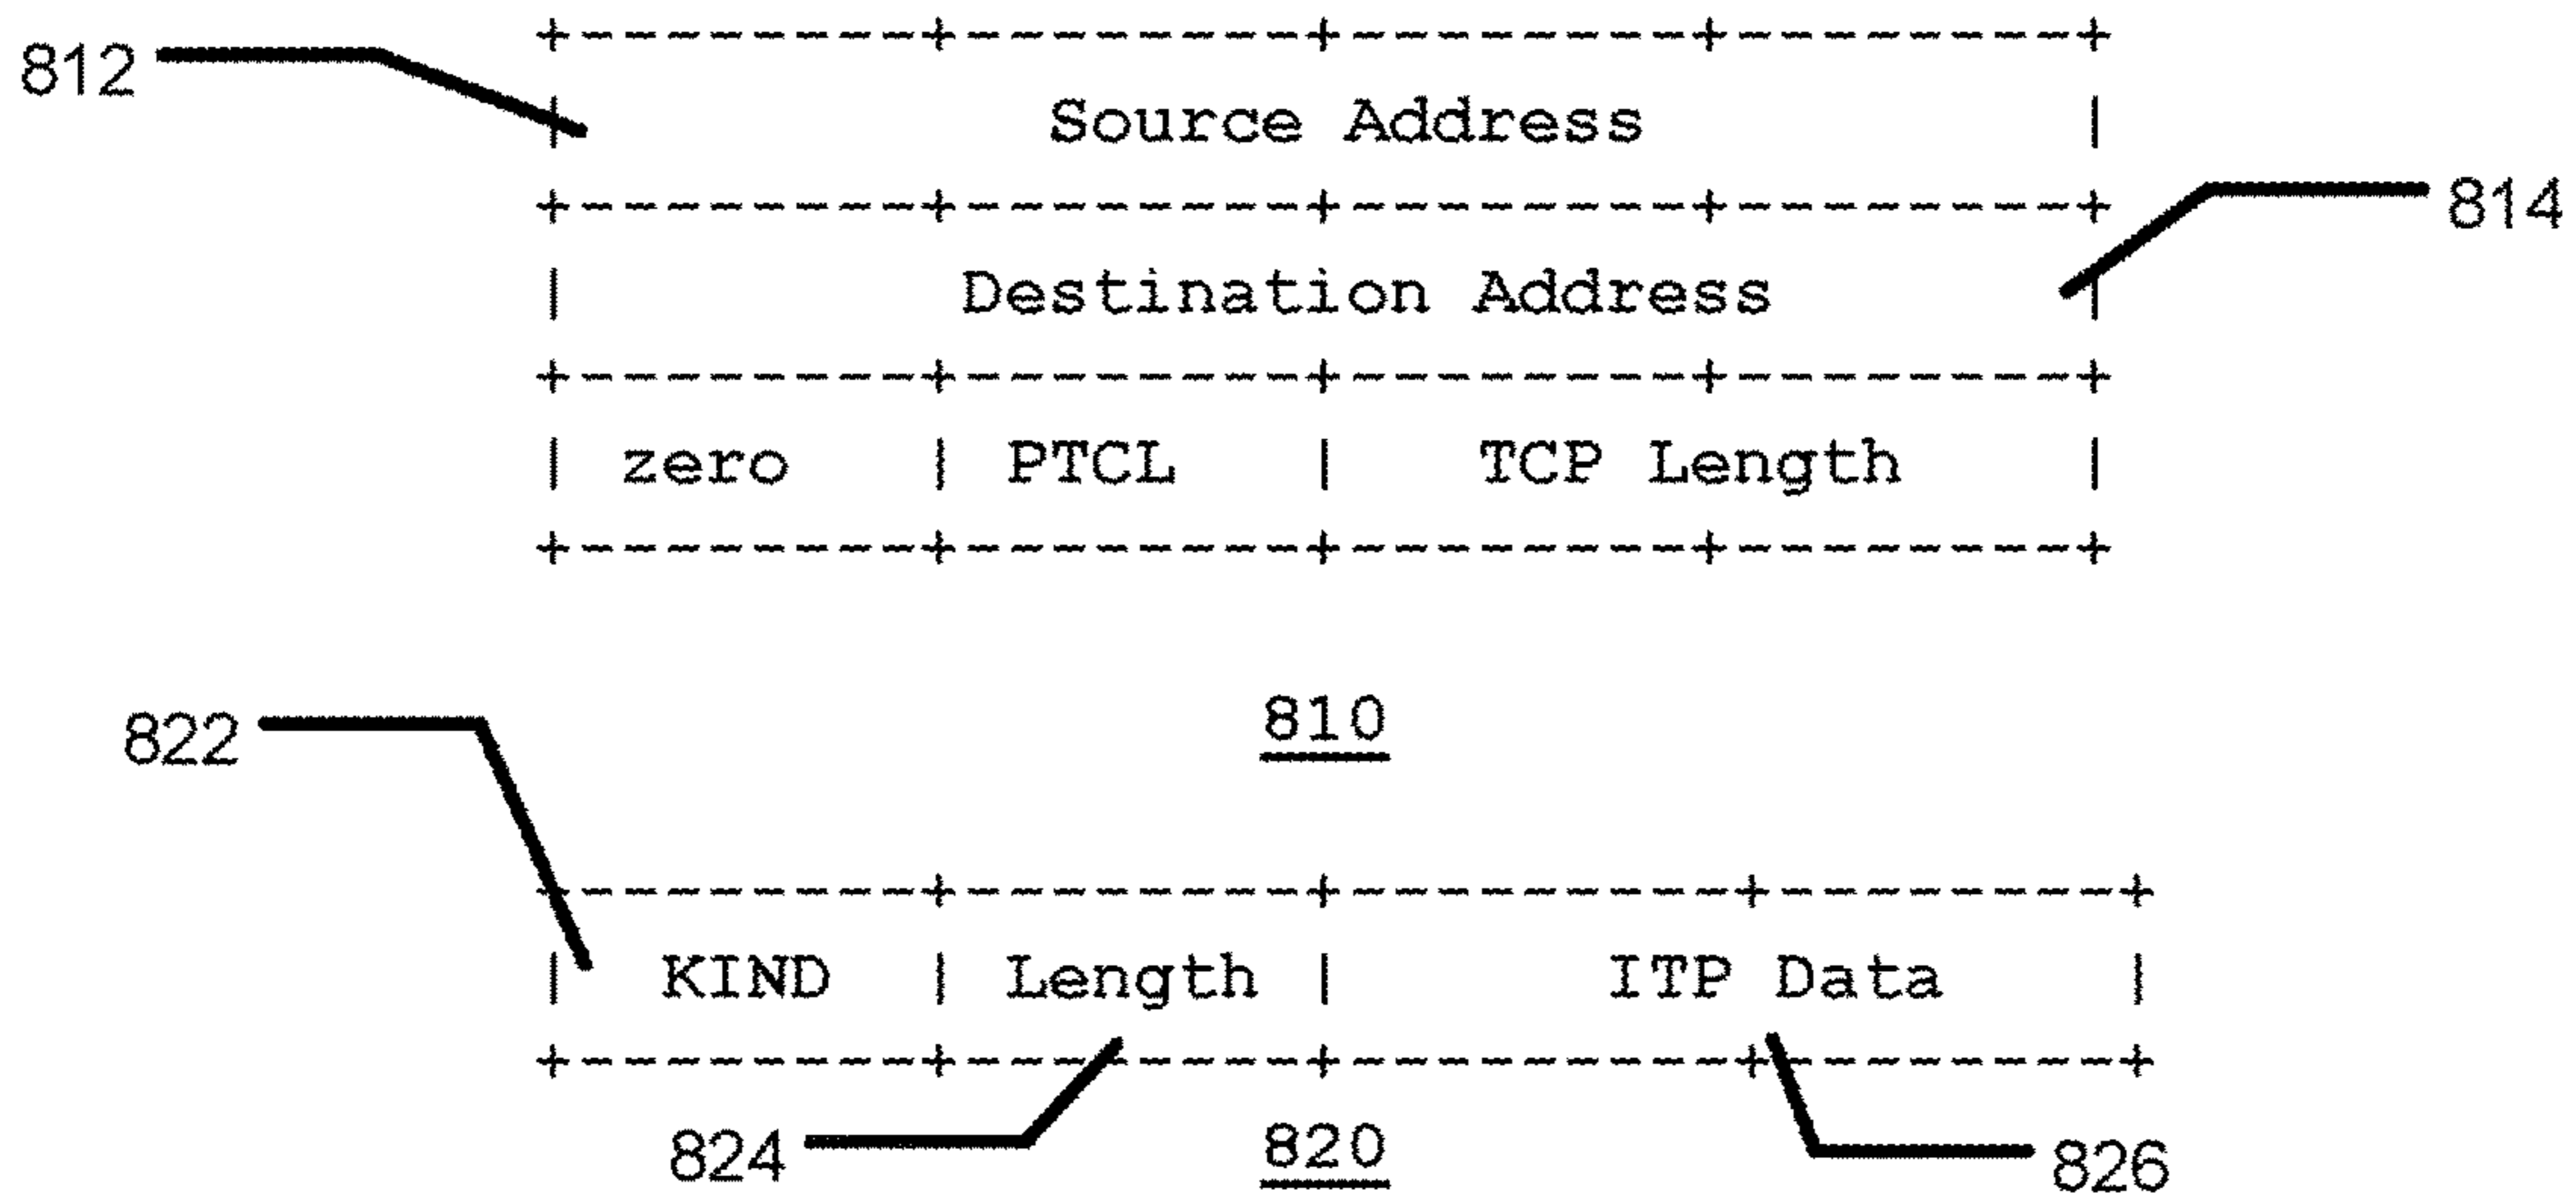 812
Source Address
814
Destination Address
zero | PTCL | TCP Length
810
822
KIND | Length | ITP Data
824
820
826